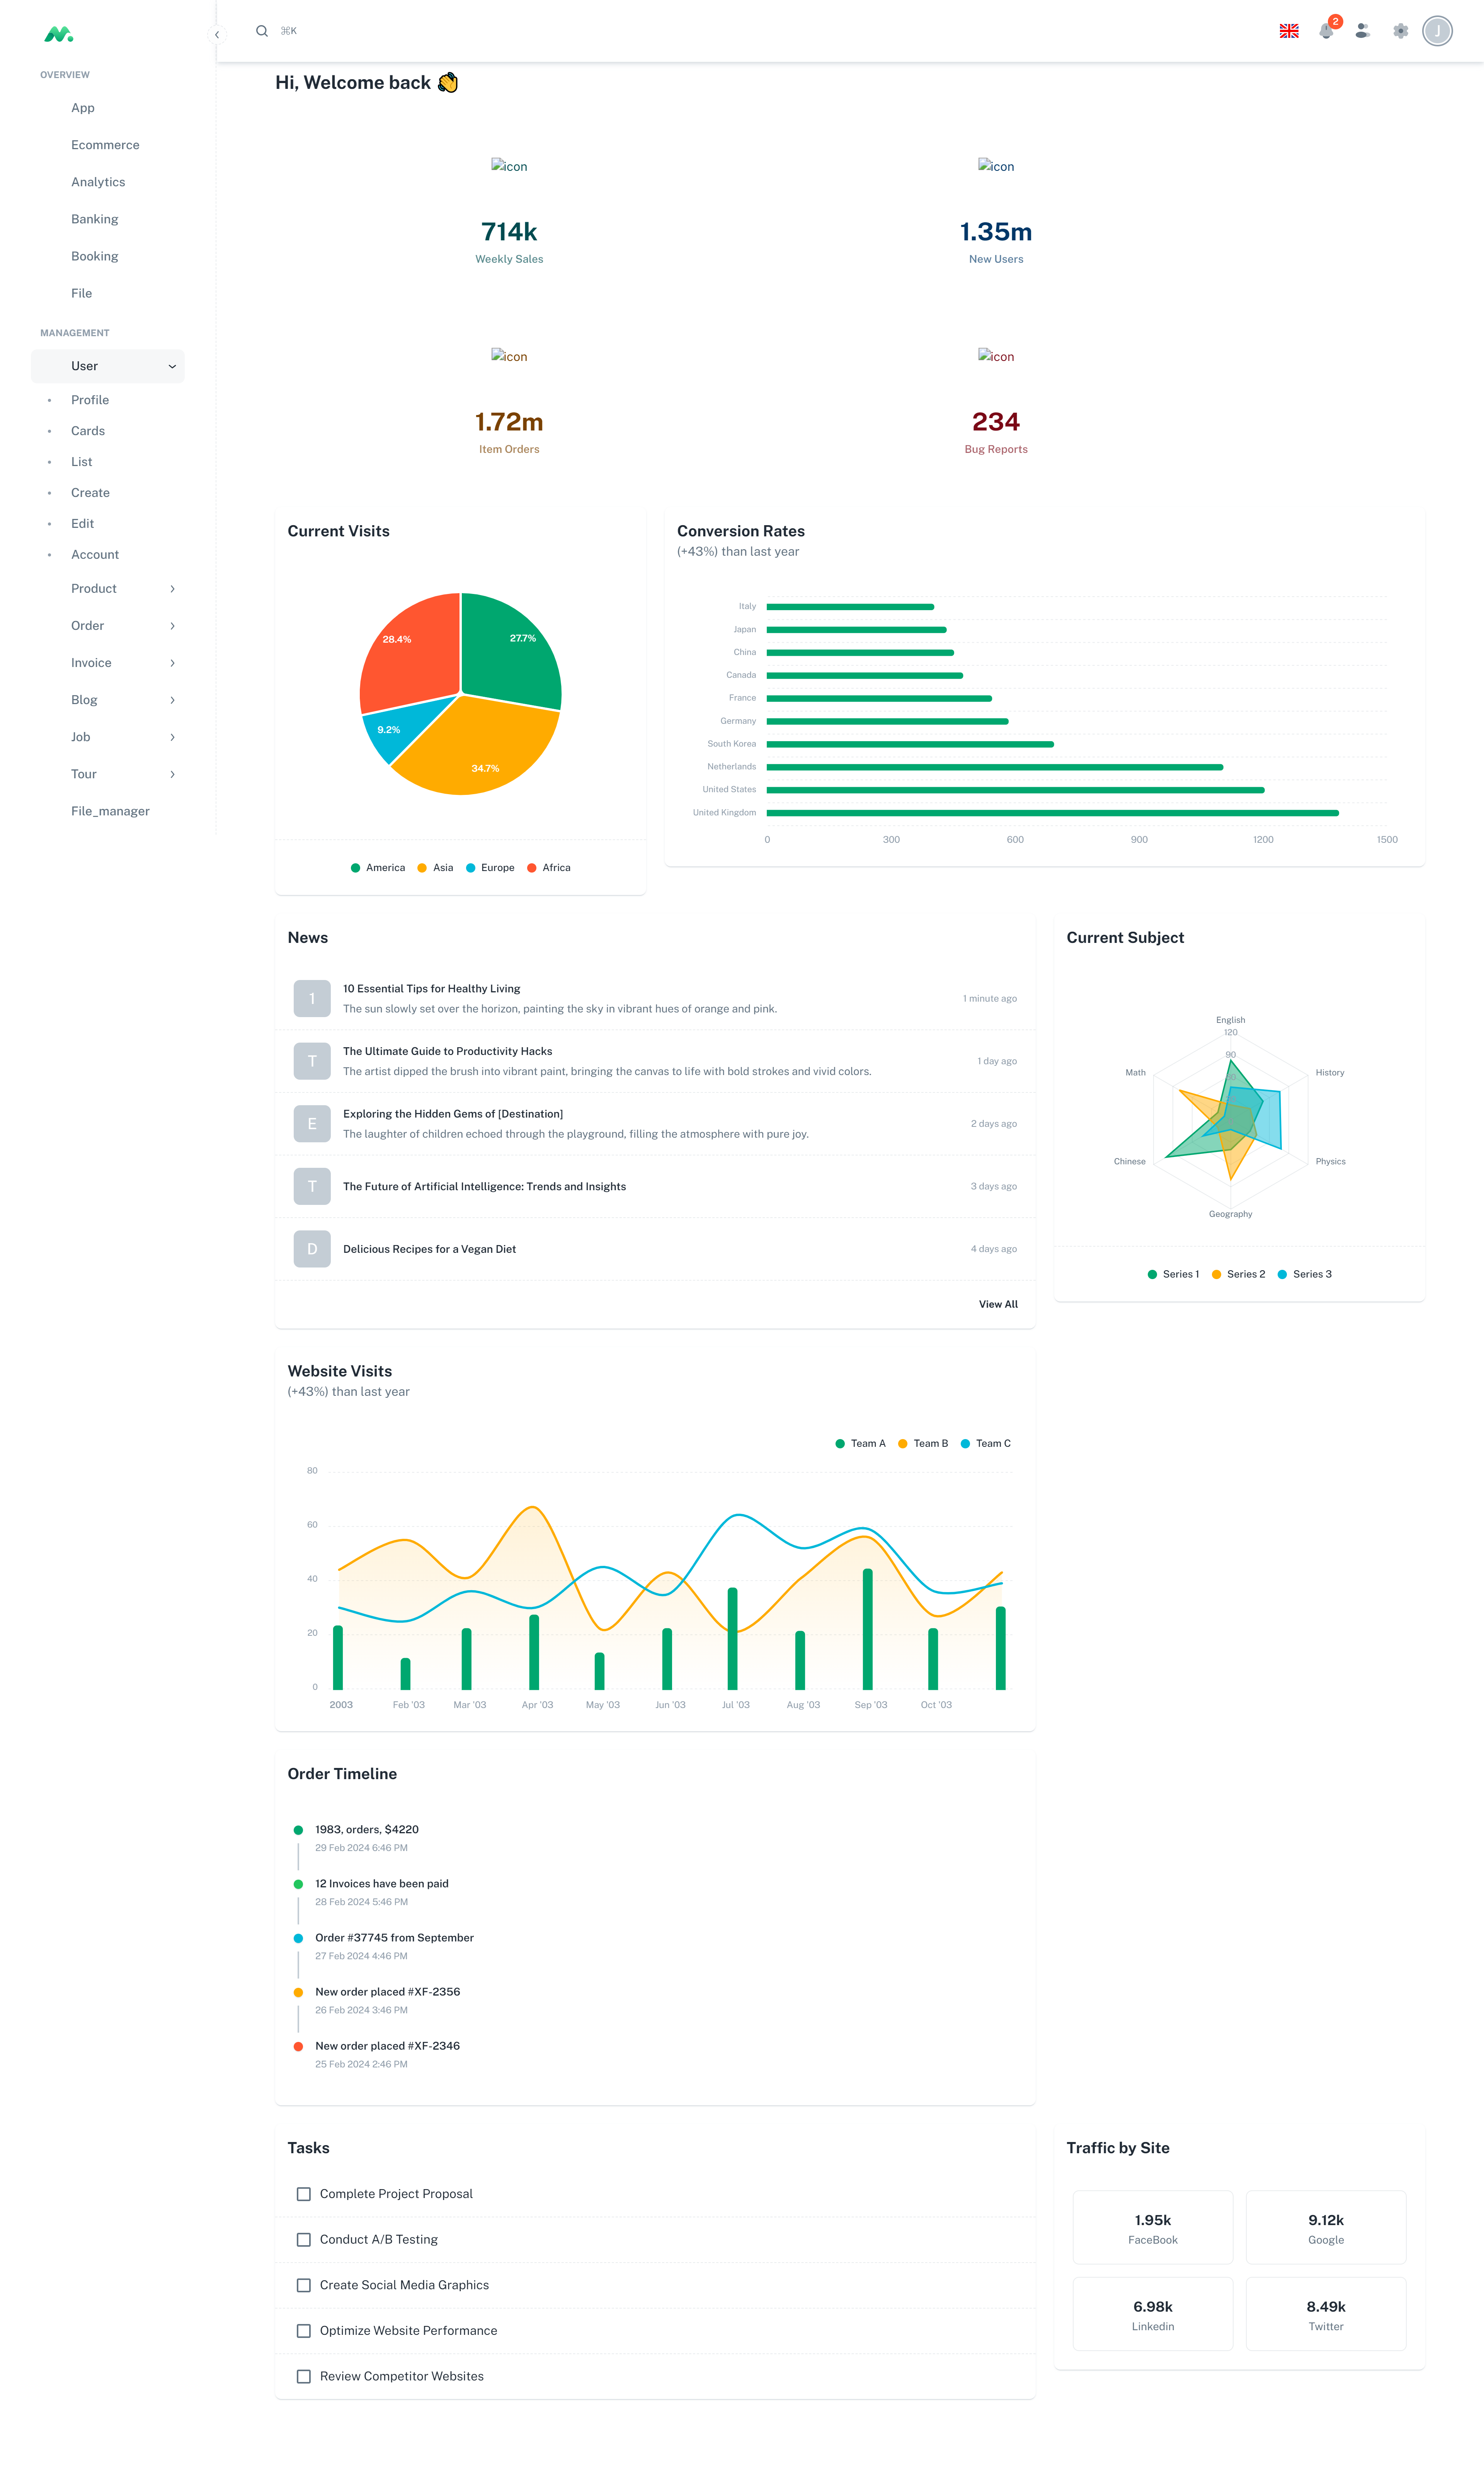 ⌘K
2
J
OVERVIEW
App
Ecommerce
Analytics
Banking
Booking
File
MANAGEMENT
User
Profile
Cards
List
Create
Edit
Account
Product
Order
Invoice
Blog
Job
Tour
File_manager
Hi, Welcome back 👋
icon
714k
Weekly Sales
icon
1.35m
New Users
icon
1.72m
Item Orders
icon
234
Bug Reports
Current Visits
28.4%
27.7%
9.2%
34.7%
America
Asia
Europe
Africa
Conversion Rates
(+43%) than last year
Italy
Japan
China
Canada
France
Germany
South Korea
Netherlands
United States
United Kingdom
0 300 600 900 1200 1500
News
1
10 Essential Tips for Healthy Living
The sun slowly set over the horizon, painting the sky in vibrant hues of orange and pink.
1 minute ago
T
The Ultimate Guide to Productivity Hacks
The artist dipped the brush into vibrant paint, bringing the canvas to life with bold strokes and vivid colors.
1 day ago
E
Exploring the Hidden Gems of [Destination]
The laughter of children echoed through the playground, filling the atmosphere with pure joy.
2 days ago
T
The Future of Artificial Intelligence: Trends and Insights
3 days ago
D
Delicious Recipes for a Vegan Diet
4 days ago
View All
Current Subject
English
120
90
Math
History
Chinese
Physics
Geography
Series 1
Series 2
Series 3
Website Visits
(+43%) than last year
Team A
Team B
Team C
80
60
40
20
0
2003 Feb '03 Mar '03 Apr '03 May '03 Jun '03 Jul '03 Aug '03 Sep '03 Oct '03
Order Timeline
1983, orders, $4220
29 Feb 2024 6:46 PM
12 Invoices have been paid
28 Feb 2024 5:46 PM
Order #37745 from September
27 Feb 2024 4:46 PM
New order placed #XF-2356
26 Feb 2024 3:46 PM
New order placed #XF-2346
25 Feb 2024 2:46 PM
Tasks
Complete Project Proposal
Conduct A/B Testing
Create Social Media Graphics
Optimize Website Performance
Review Competitor Websites
Traffic by Site
1.95k
FaceBook
9.12k
Google
6.98k
Linkedin
8.49k
Twitter